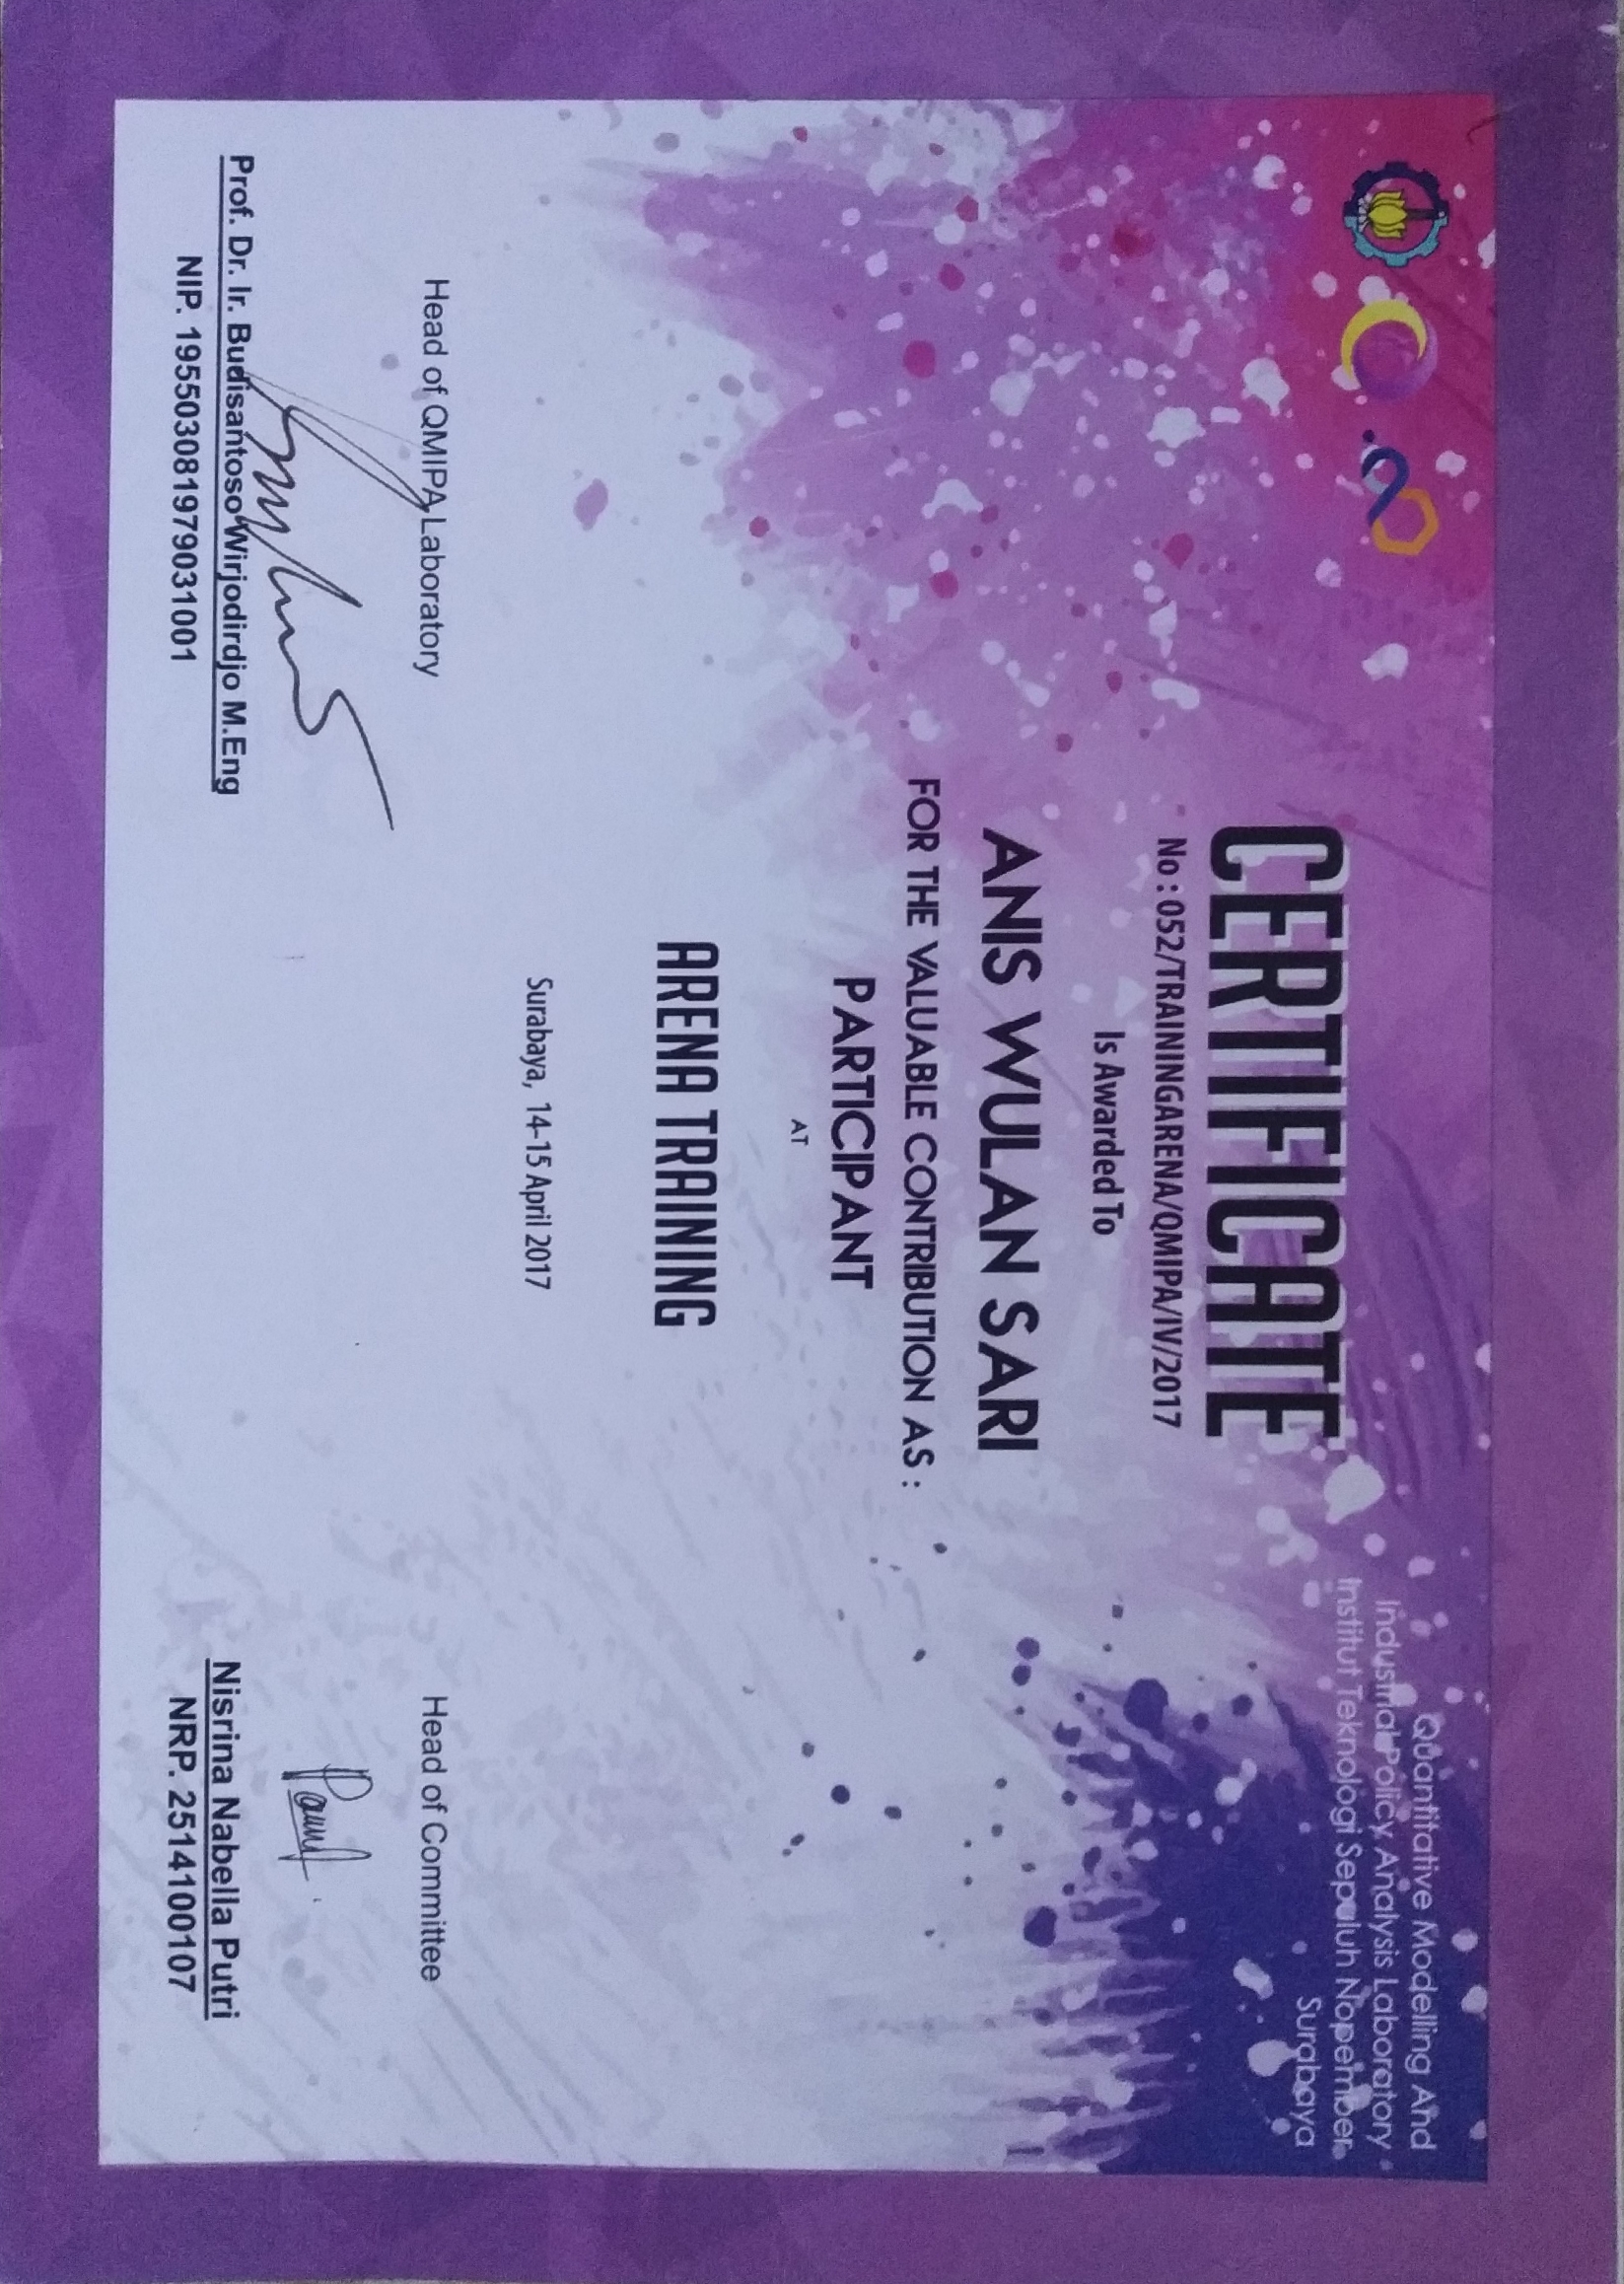 Quantitative Modelling And
Industrial Policy Analysis Laboratory
Institut Teknologi Sepuluh Nopember
Surabaya
CERTIFICATE
No : 052/TRAININGARENA/QMIPA/IV/2017
Is Awarded To
ANIS WULAN SARI
FOR THE VALUABLE CONTRIBUTION AS :
PARTICIPANT
AT
ARENA TRAINING
Surabaya, 14-15 April 2017
Head of QMIPA Laboratory
Prof. Dr. Ir. Budisantoso Wirjodirdjo M.Eng
NIP. 195503081979031001
Head of Committee
Nisrina Nabella Putri
NRP. 2514100107